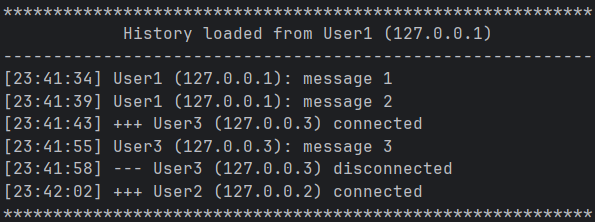 ***********************************************************
History loaded from User1 (127.0.0.1)
-----------------------------------------------------------
[23:41:34] User1 (127.0.0.1): message 1
[23:41:39] User1 (127.0.0.1): message 2
[23:41:43] +++ User3 (127.0.0.3) connected
[23:41:55] User3 (127.0.0.3): message 3
[23:41:58] --- User3 (127.0.0.3) disconnected
[23:42:02] +++ User2 (127.0.0.2) connected
***********************************************************